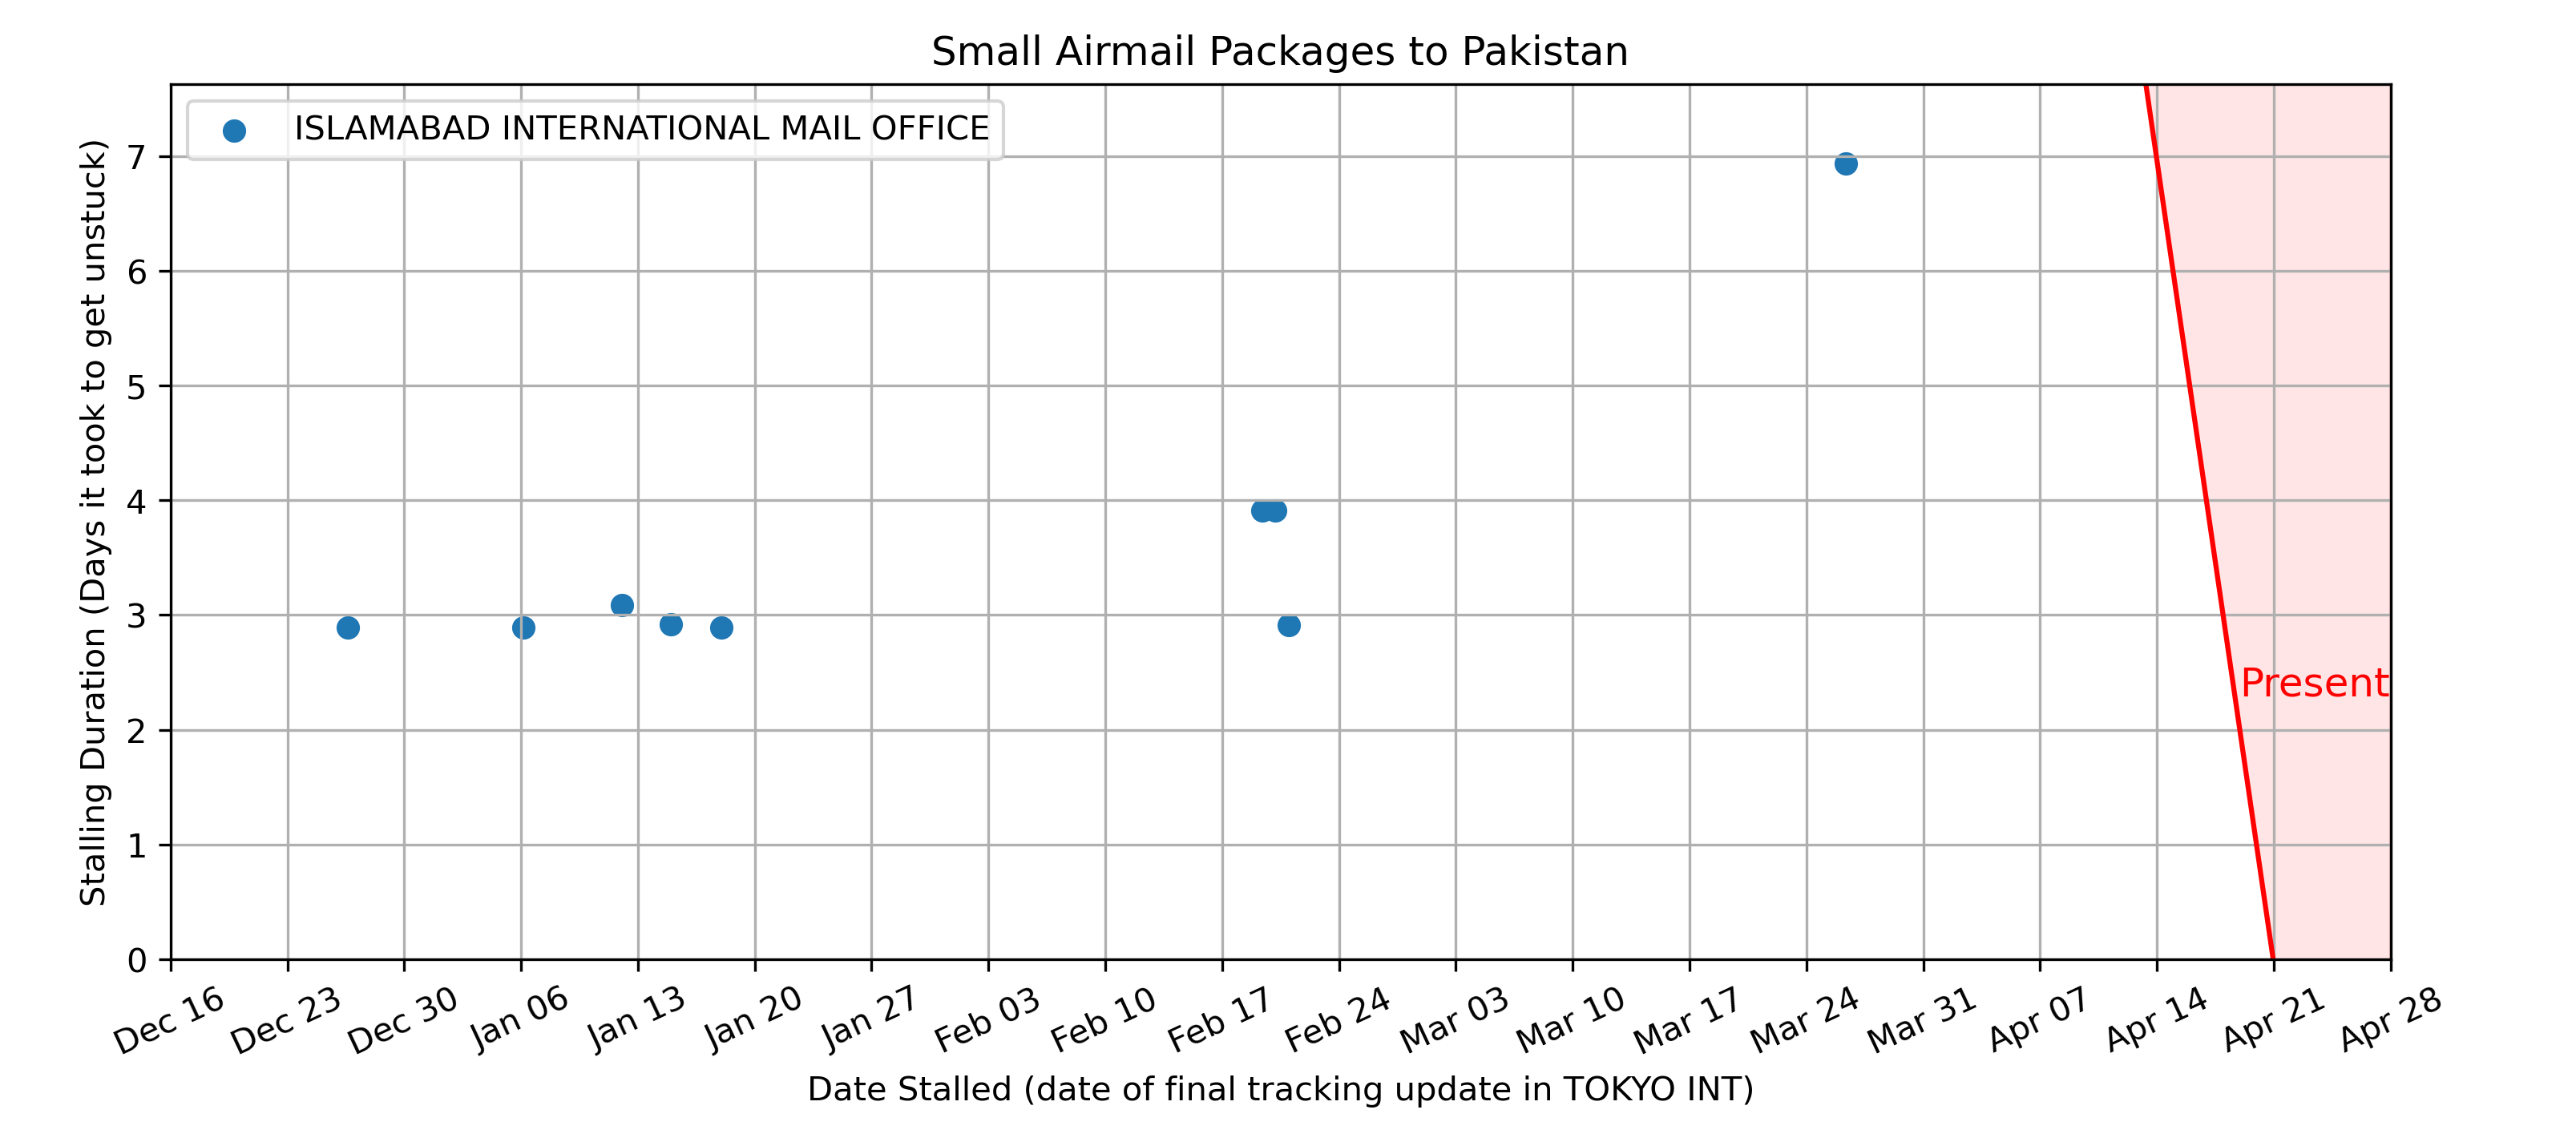 Small Airmail Packages to Pakistan
ISLAMABAD INTERNATIONAL MAIL OFFICE
Stalling Duration (Days it took to get unstuck)
7
6
5
4
3
2
1
0
Present
Dec 16 Dec 23 Dec 30 Jan 06 Jan 13 Jan 20 Jan 27 Feb 03 Feb 10 Feb 17 Feb 24 Mar 03 Mar 10 Mar 17 Mar 24 Mar 31 Apr 07 Apr 14 Apr 21 Apr 28
Date Stalled (date of final tracking update in TOKYO INT)